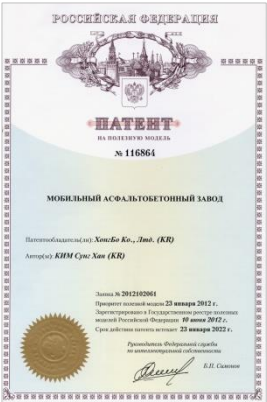 РОССИЙСКАЯ ФЕДЕРАЦИЯ
ПАТЕНТ
НА ПОЛЕЗНУЮ МОДЕЛЬ
№ 116864
МОБИЛЬНЫЙ АСФАЛЬТОБЕТОННЫЙ ЗАВОД
Патентообладатель(ли): ХонгБо Ко., Лтд. (KR)
Автор(ы): КИМ Сунг Хан (KR)
Заявка № 2012102061
Приоритет полезной модели 23 января 2012 г.
Зарегистрировано в Государственном реестре полезных
моделей Российской Федерации 10 июня 2012 г.
Срок действия патента истекает 23 января 2022 г.
Руководитель Федеральной службы
по интеллектуальной собственности
Б.П. Симонов